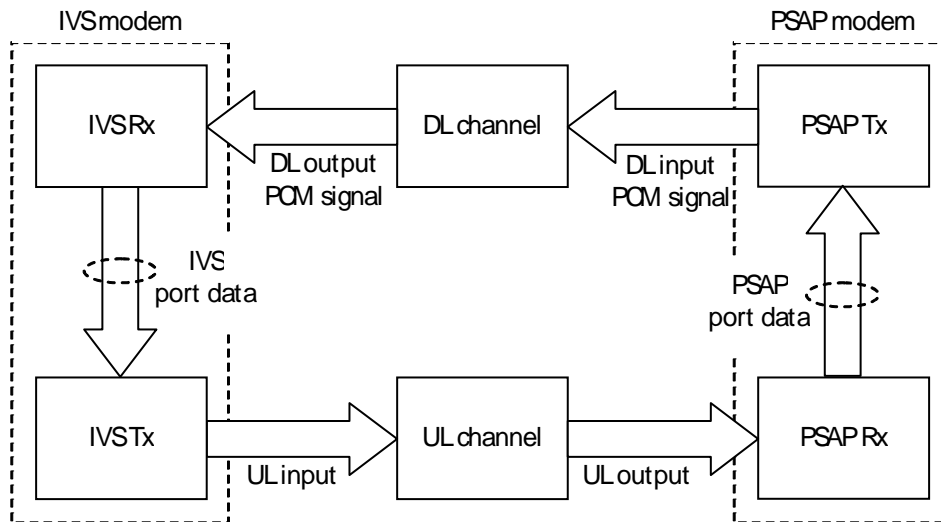 IVS modem
PSAP modem
IVS Rx
DL channel
PSAP Tx
DL output
PCM signal
DL input
PCM signal
IVS
port data
PSAP
port data
IVS Tx
UL channel
PSAP Rx
UL input
UL output